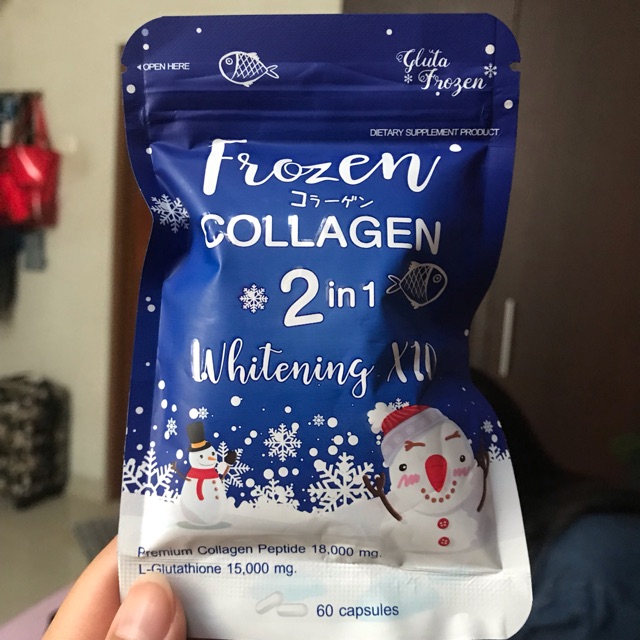 OPEN HERE
Gluta
Frozen
DIETARY SUPPLEMENT PRODUCT
Frozen
コラーゲン
COLLAGEN
2 in 1
Whitening X10
Premium Collagen Peptide 18,000 mg.
L-Glutathione 15,000 mg.
60 capsules